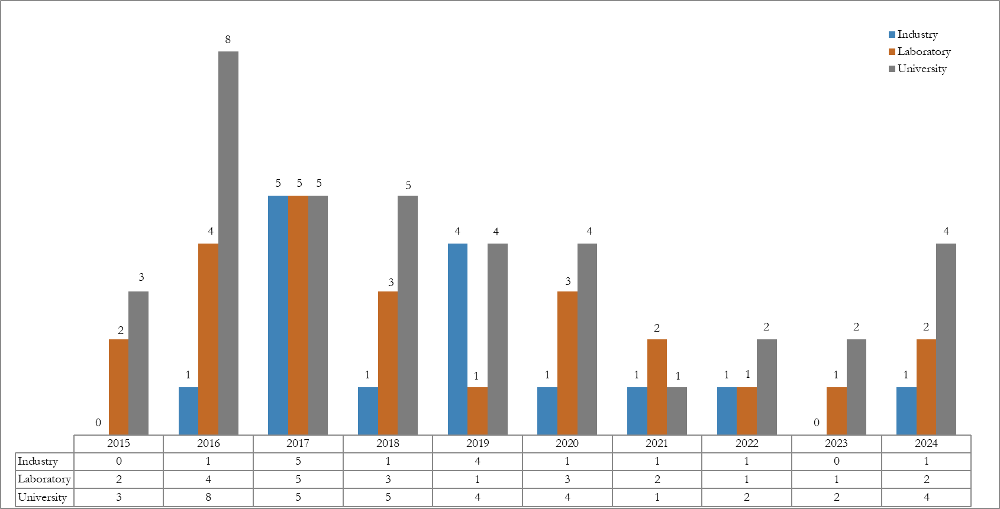 Industry
Laboratory
University
8
5 5 5 5
4 4 4 4 4
3 3 3
2 2 2 2 2
1 1 1 1 1 1 1 1 1
0 0
2015 2016 2017 2018 2019 2020 2021 2022 2023 2024
Industry 0 1 5 1 4 1 1 1 0 1
Laboratory 2 4 5 3 1 3 2 1 1 2
University 3 8 5 5 4 4 1 2 2 4